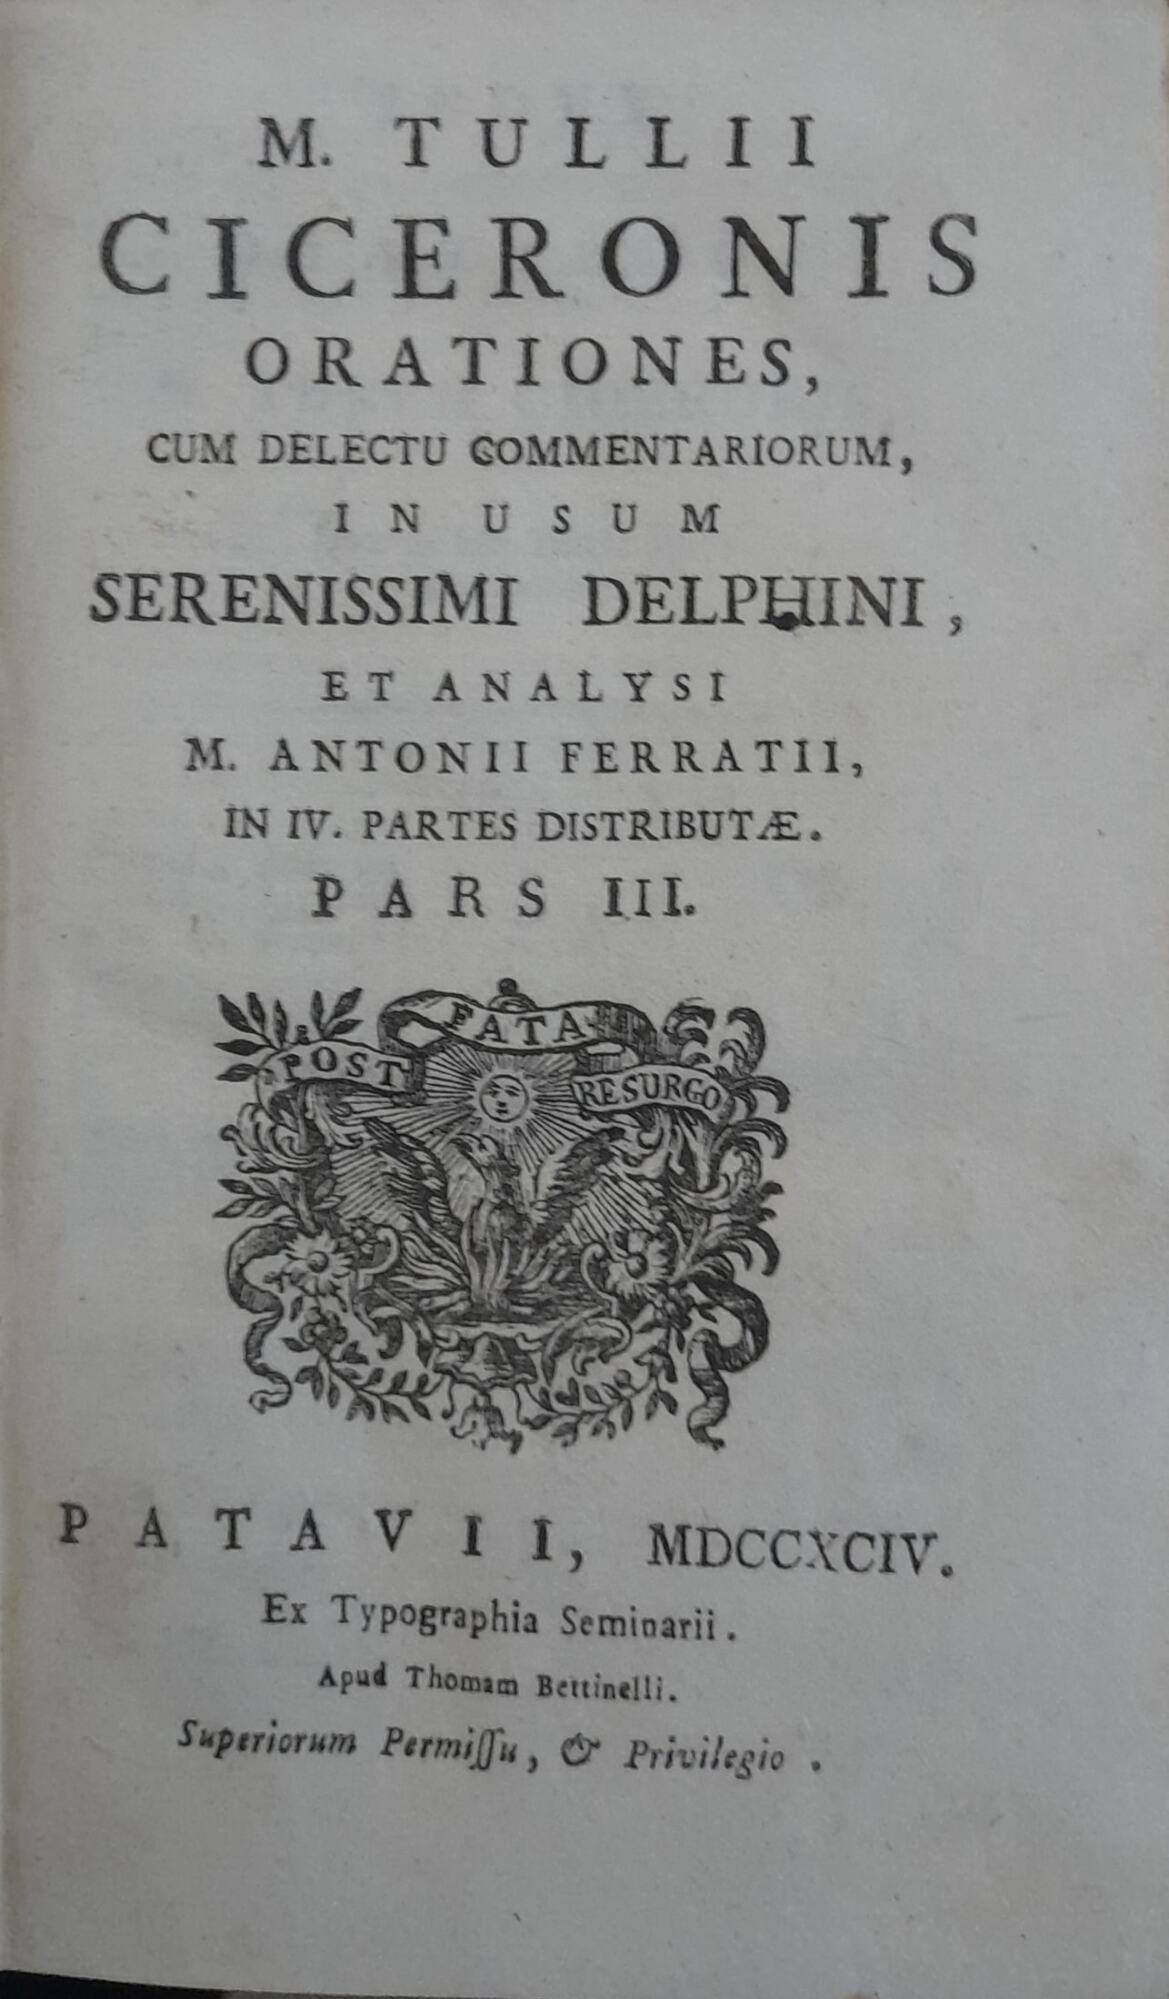 M. TULLII
CICERONIS
ORATIONES,
CUM DELECTU COMMENTARIORUM,
IN USUM
SERENISSIMI DELPHINI,
ET ANALYSI
M. ANTONII FERRATII,
IN IV. PARTES DISTRIBUTÆ.
PARS III.
POST FATA RESURGO
PATAVII, MDCCXCIV.
Ex Typographia Seminarii.
Apud Thomam Bettinelli.
Superiorum Permiſſu, & Privilegio.